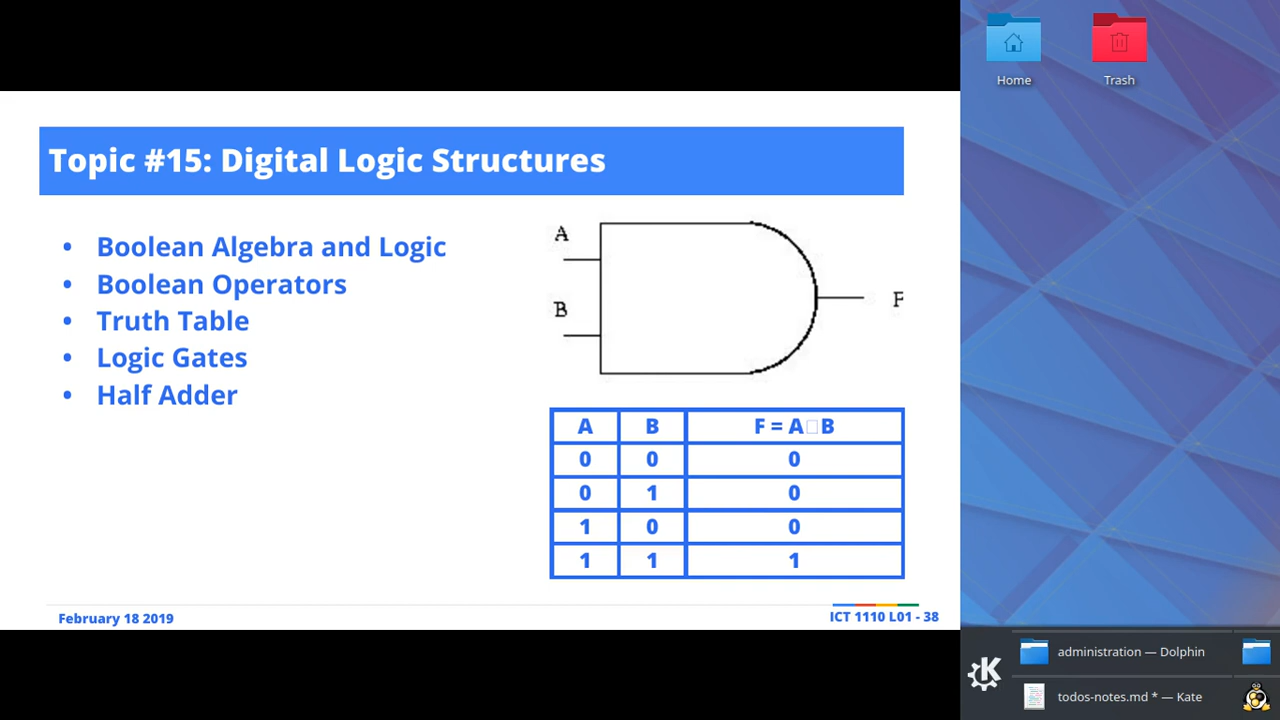 Topic #15: Digital Logic Structures
• Boolean Algebra and Logic
• Boolean Operators
• Truth Table
• Logic Gates
• Half Adder
A
B
F
A B F = A□B
0 0 0
0 1 0
1 0 0
1 1 1
February 18 2019
ICT 1110 L01 - 38
Home
Trash
administration — Dolphin
todos-notes.md * — Kate